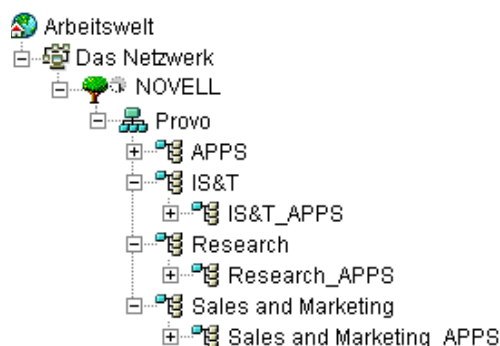 Arbeitswelt
Das Netzwerk
NOVELL
Provo
APPS
IS&T
IS&T_APPS
Research
Research_APPS
Sales and Marketing
Sales and Marketing_APPS